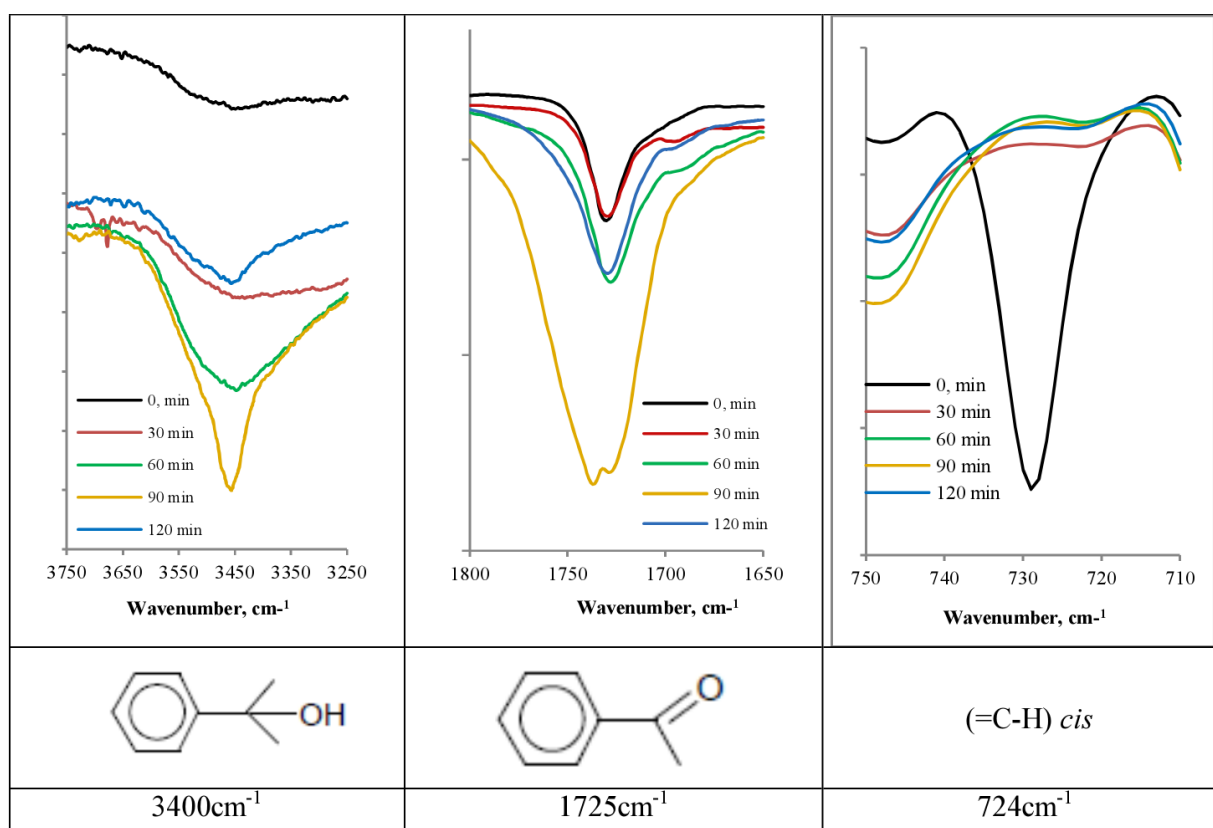 0, min
30 min
60 min
90 min
120 min
3750 3650 3550 3450 3350 3250
Wavenumber, cm-¹
0, min
30 min
60 min
90 min
120 min
1800 1750 1700 1650
Wavenumber, cm-¹
0, min
30 min
60 min
90 min
120 min
750 740 730 720 710
Wavenumber, cm-¹
OH
O
(=C-H) cis
3400cm⁻¹
1725cm⁻¹
724cm⁻¹